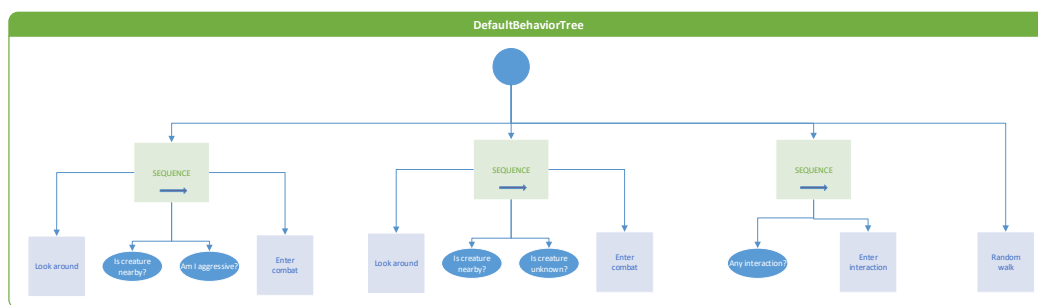 DefaultBehaviorTree
SEQUENCE
SEQUENCE
SEQUENCE
Look around
Is creature
nearby?
Am I aggressive?
Enter
combat
Look around
Is creature
nearby?
Is creature
unknown?
Enter
combat
Any interaction?
Enter
interaction
Random
walk